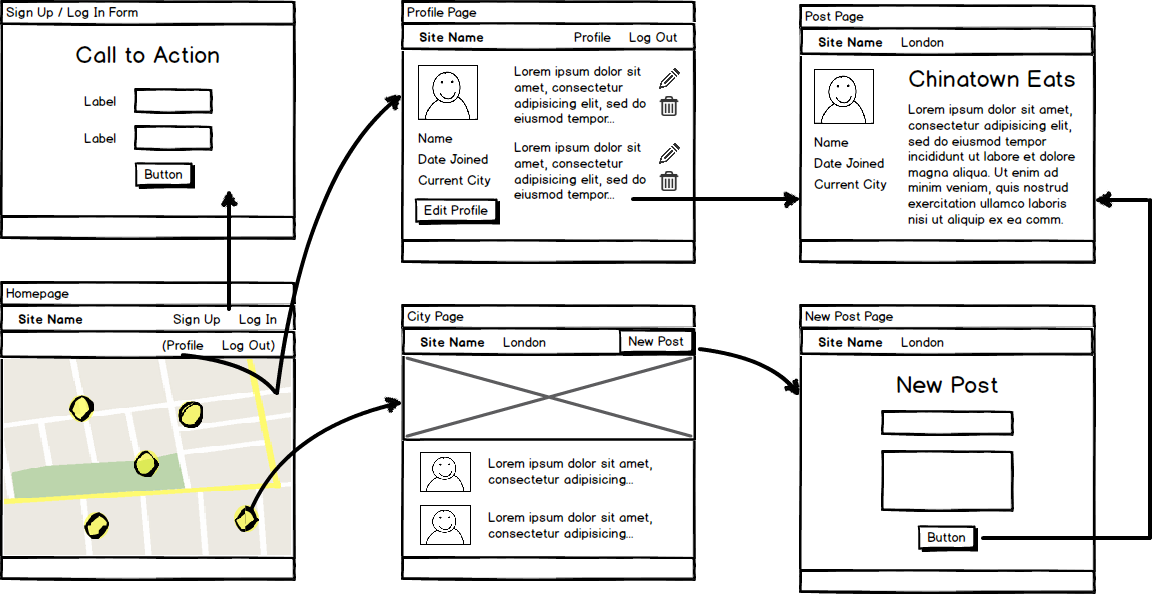 Sign Up / Log In Form
Call to Action
Label
Label
Button
Profile Page
Site Name Profile Log Out
Name
Date Joined
Current City
Edit Profile
Lorem ipsum dolor sit
amet, consectetur
adipisicing elit, sed do
eiusmod tempor...
Lorem ipsum dolor sit
amet, consectetur
adipisicing elit, sed do
eiusmod tempor...
Post Page
Site Name London
Name
Date Joined
Current City
Chinatown Eats
Lorem ipsum dolor sit amet,
consectetur adipisicing elit,
sed do eiusmod tempor
incididunt ut labore et dolore
magna aliqua. Ut enim ad
minim veniam, quis nostrud
exercitation ullamco laboris
nisi ut aliquip ex ea comm.
Homepage
Site Name Sign Up Log In
(Profile Log Out)
City Page
Site Name London New Post
Lorem ipsum dolor sit amet,
consectetur adipisicing...
Lorem ipsum dolor sit amet,
consectetur adipisicing...
New Post Page
Site Name London
New Post
Button